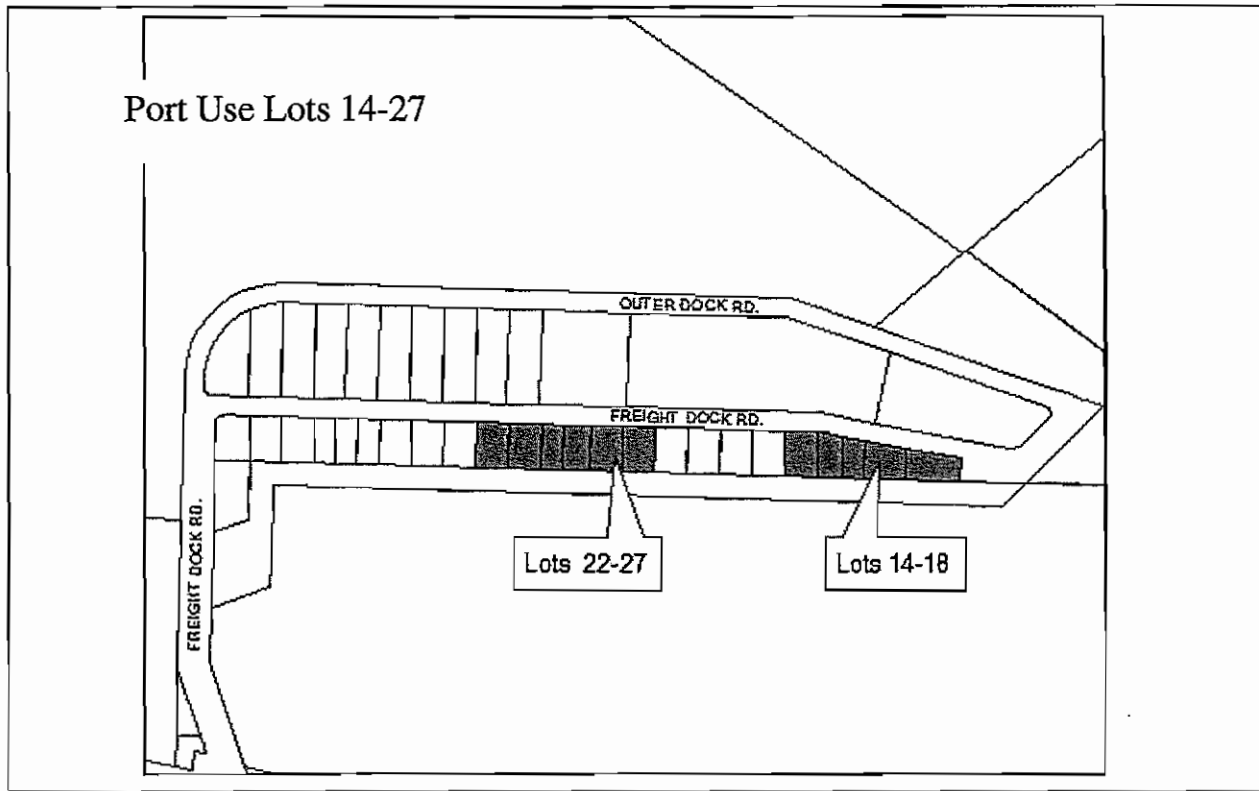 Port Use Lots 14-27
OUTER DOCK RD.
FREIGHT DOCK RD.
FREIGHT DOCK RD.
Lots 22-27
Lots 14-18